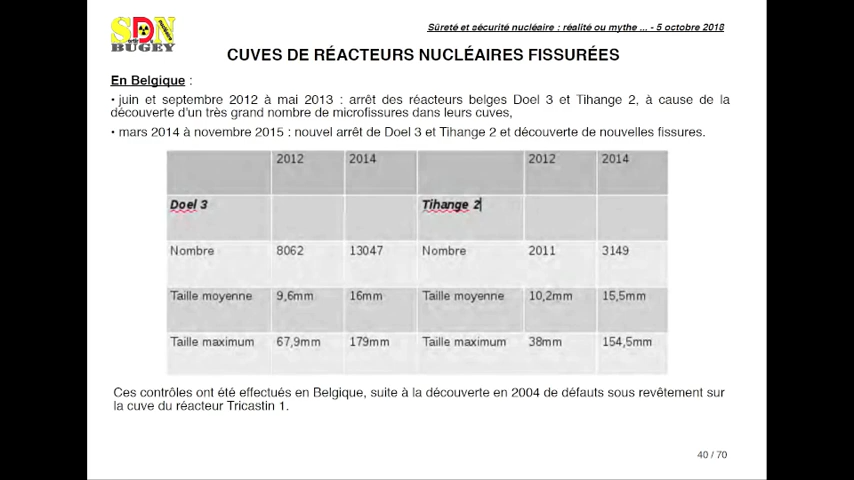 SDN
BUGEY
Sûreté et sécurité nucléaire : réalité ou mythe ... - 5 octobre 2018
CUVES DE RÉACTEURS NUCLÉAIRES FISSURÉES
En Belgique :
• juin et septembre 2012 à mai 2013 : arrêt des réacteurs belges Doel 3 et Tihange 2, à cause de la
découverte d'un très grand nombre de microfissures dans leurs cuves,
• mars 2014 à novembre 2015 : nouvel arrêt de Doel 3 et Tihange 2 et découverte de nouvelles fissures.
2012 2014 2012 2014
Doel 3 Tihange 2
Nombre 8062 13047 Nombre 2011 3149
Taille moyenne 9,6mm 16mm Taille moyenne 10,2mm 15,5mm
Taille maximum 67,9mm 179mm Taille maximum 38mm 154,5mm
Ces contrôles ont été effectués en Belgique, suite à la découverte en 2004 de défauts sous revêtement sur
la cuve du réacteur Tricastin 1.
40 / 70